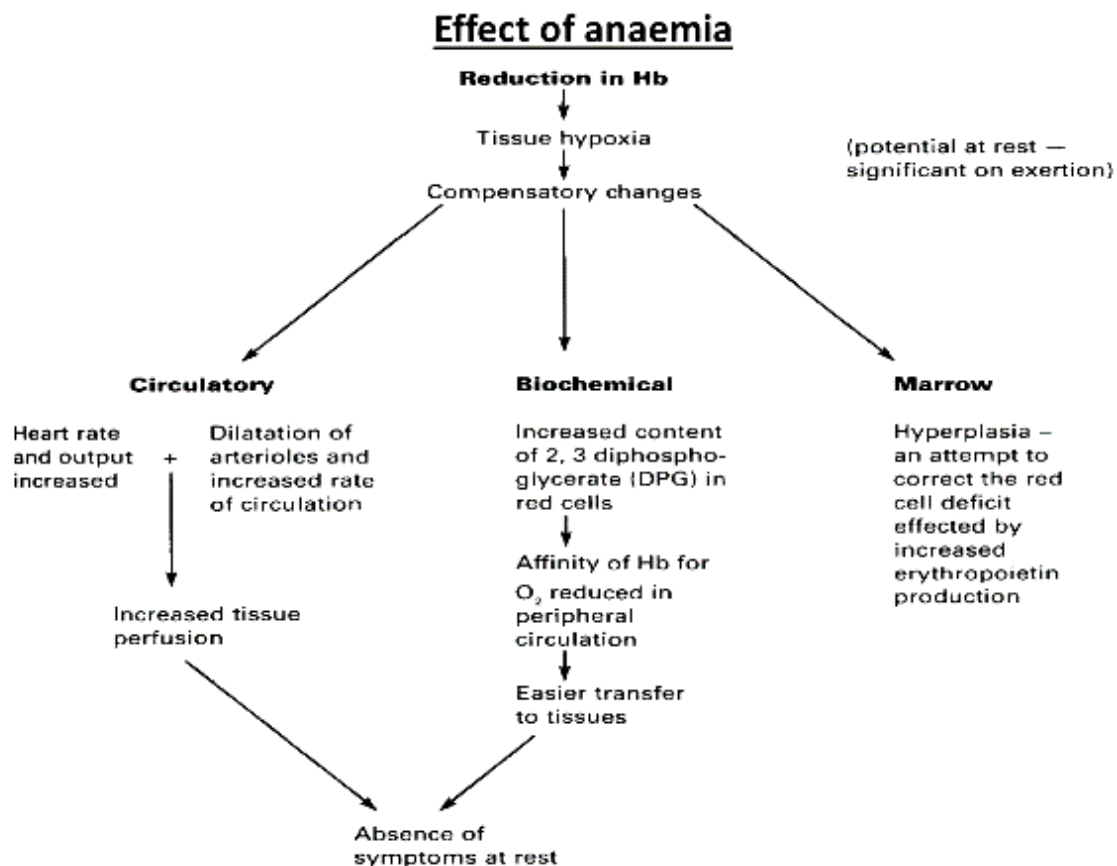 Effect of anaemia
Reduction in Hb
Tissue hypoxia
(potential at rest —
significant on exertion)
Compensatory changes
Circulatory
Heart rate
and output
increased
+
Dilatation of
arterioles and
increased rate
of circulation
Increased tissue
perfusion
Biochemical
Increased content
of 2, 3 diphospho-
glycerate (DPG) in
red cells
Affinity of Hb for
O₂ reduced in
peripheral
circulation
Easier transfer
to tissues
Marrow
Hyperplasia –
an attempt to
correct the red
cell deficit
effected by
increased
erythropoietin
production
Absence of
symptoms at rest